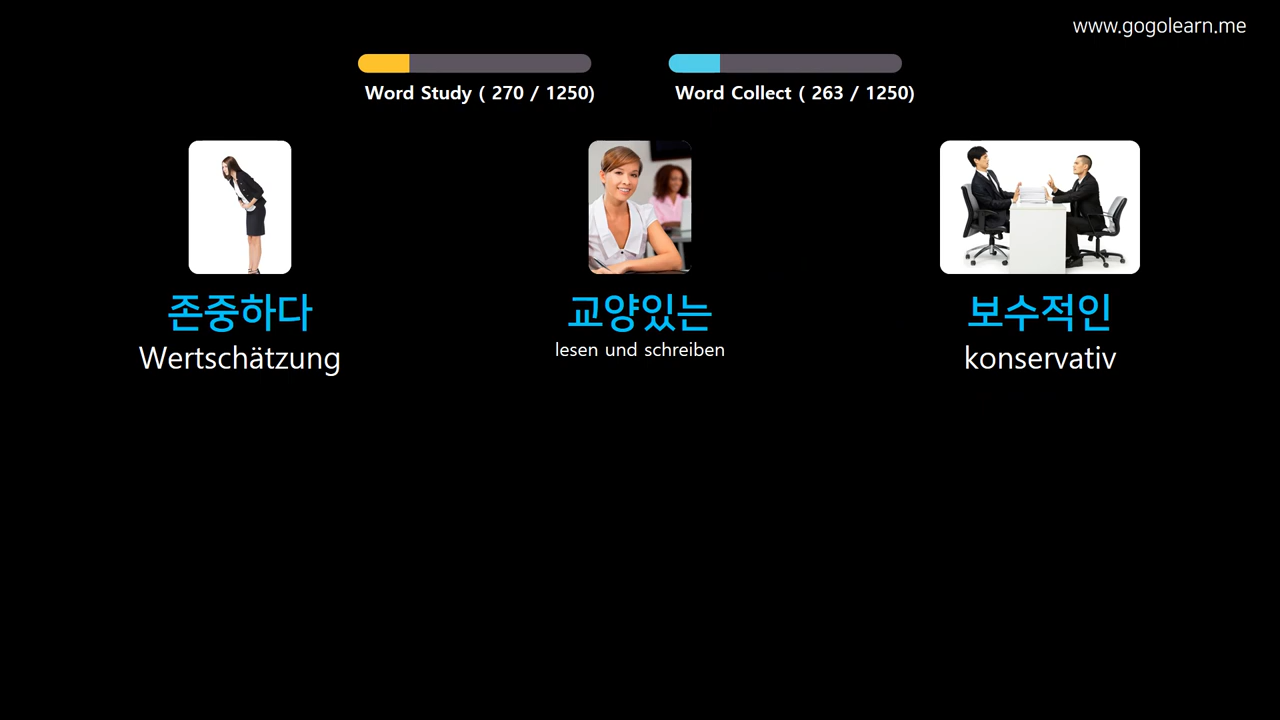 www.gogolearn.me
Word Study ( 270 / 1250)
Word Collect ( 263 / 1250)
존중하다
Wertschätzung
교양있는
lesen und schreiben
보수적인
konservativ